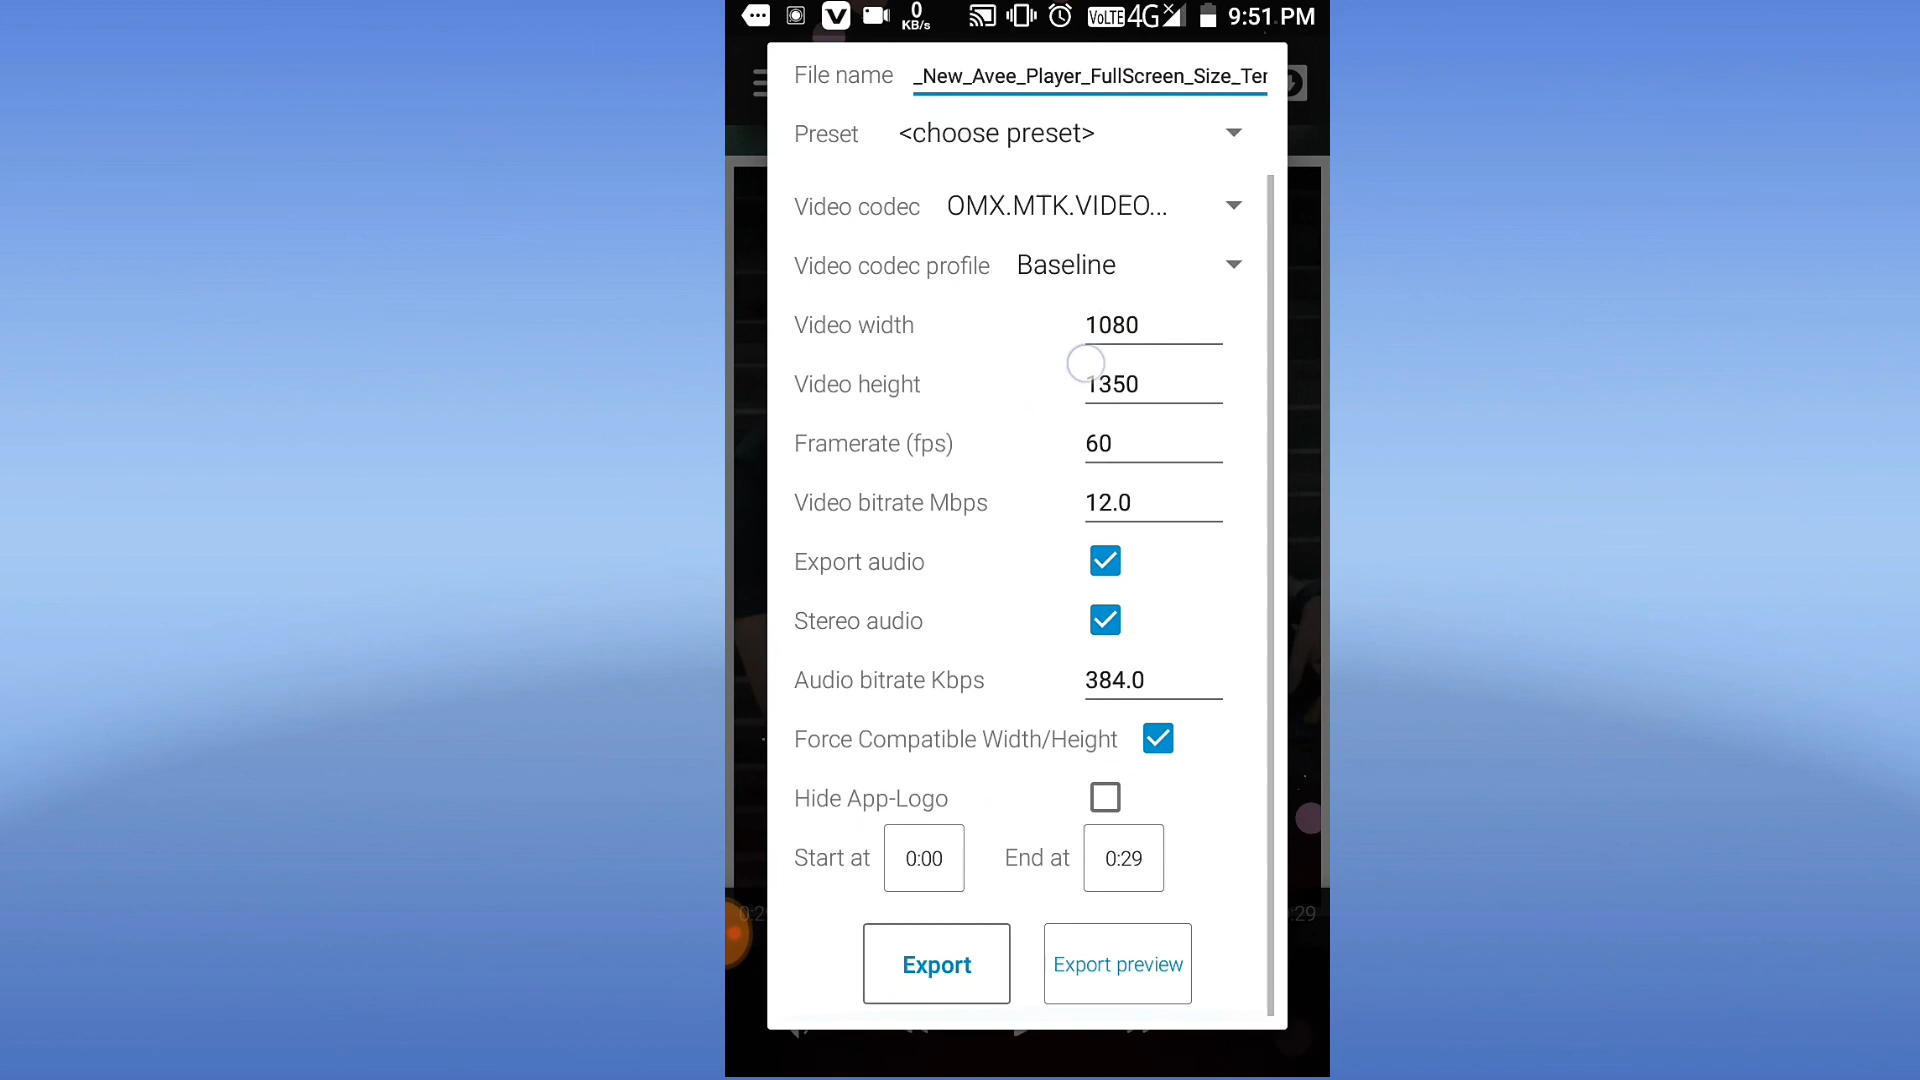 0
KB/s
VoLTE 4G 9:51 PM
File name _New_Avee_Player_FullScreen_Size_Ter
Preset <choose preset>
Video codec OMX.MTK.VIDEO...
Video codec profile Baseline
Video width 1080
Video height 1350
Framerate (fps) 60
Video bitrate Mbps 12.0
Export audio
Stereo audio
Audio bitrate Kbps 384.0
Force Compatible Width/Height
Hide App-Logo
Start at 0:00 End at 0:29
Export Export preview